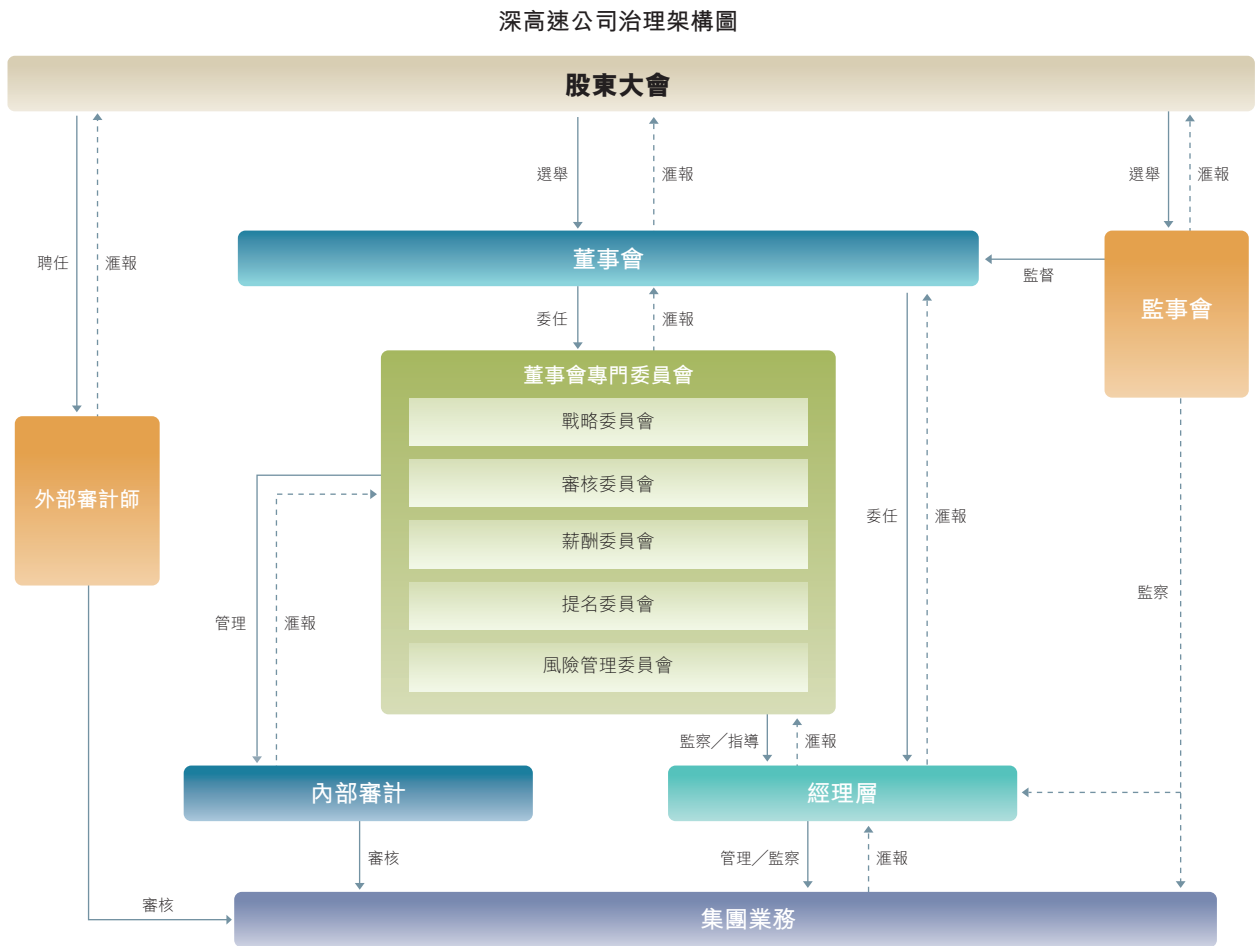 深高速公司治理架構圖
股東大會
選舉
滙報
選舉
滙報
聘任
滙報
董事會
監督
監事會
委任
滙報
董事會專門委員會
戰略委員會
審核委員會
薪酬委員會
提名委員會
風險管理委員會
外部審計師
委任
滙報
監察
管理
滙報
監察╱指導
滙報
內部審計
經理層
審核
管理╱監察
滙報
審核
集團業務